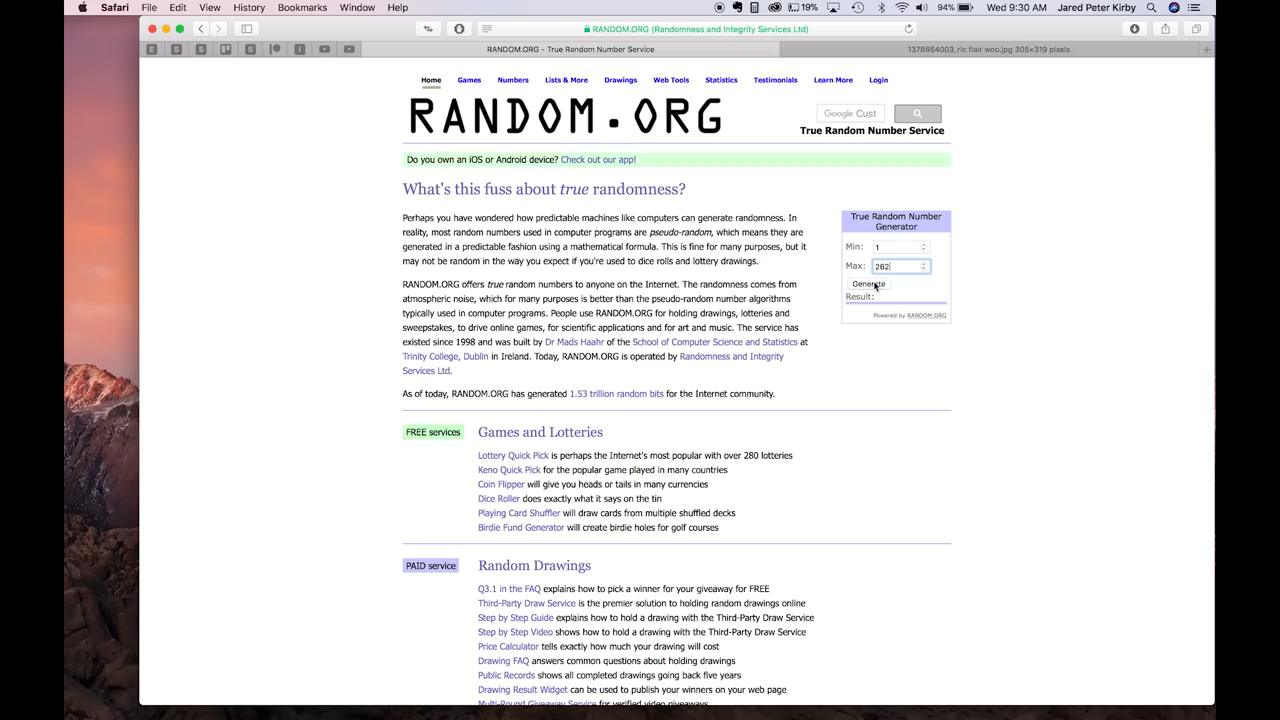 Safari File Edit View History Bookmarks Window Help 19% 94% Wed 9:30 AM Jared Peter Kirby
RANDOM.ORG (Randomness and Integrity Services Ltd)
E S S S I
RANDOM.ORG - True Random Number Service
1378864003_ric flair woo.jpg 305×319 pixels
Home Games Numbers Lists & More Drawings Web Tools Statistics Testimonials Learn More Login
RANDOM.ORG
Google Cust
True Random Number Service
Do you own an iOS or Android device? Check out our app!
What's this fuss about true randomness?
Perhaps you have wondered how predictable machines like computers can generate randomness. In
reality, most random numbers used in computer programs are pseudo-random, which means they are
generated in a predictable fashion using a mathematical formula. This is fine for many purposes, but it
may not be random in the way you expect if you're used to dice rolls and lottery drawings.
RANDOM.ORG offers true random numbers to anyone on the Internet. The randomness comes from
atmospheric noise, which for many purposes is better than the pseudo-random number algorithms
typically used in computer programs. People use RANDOM.ORG for holding drawings, lotteries and
sweepstakes, to drive online games, for scientific applications and for art and music. The service has
existed since 1998 and was built by Dr Mads Haahr of the School of Computer Science and Statistics at
Trinity College, Dublin in Ireland. Today, RANDOM.ORG is operated by Randomness and Integrity
Services Ltd.
As of today, RANDOM.ORG has generated 1.53 trillion random bits for the Internet community.
True Random Number
Generator
Min: 1
Max: 262
Generate
Result:
Powered by RANDOM.ORG
FREE services
Games and Lotteries
Lottery Quick Pick is perhaps the Internet's most popular with over 280 lotteries
Keno Quick Pick for the popular game played in many countries
Coin Flipper will give you heads or tails in many currencies
Dice Roller does exactly what it says on the tin
Playing Card Shuffler will draw cards from multiple shuffled decks
Birdie Fund Generator will create birdie holes for golf courses
PAID service
Random Drawings
Q3.1 in the FAQ explains how to pick a winner for your giveaway for FREE
Third-Party Draw Service is the premier solution to holding random drawings online
Step by Step Guide explains how to hold a drawing with the Third-Party Draw Service
Step by Step Video shows how to hold a drawing with the Third-Party Draw Service
Price Calculator tells exactly how much your drawing will cost
Drawing FAQ answers common questions about holding drawings
Public Records shows all completed drawings going back five years
Drawing Result Widget can be used to publish your winners on your web page
Multi-Round Giveaway Service for verified video giveaways